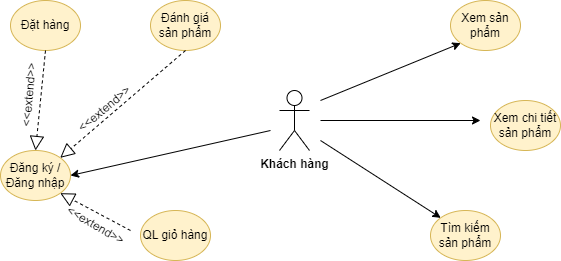 Đặt hàng
Đánh giá
sản phẩm
Xem sản
phẩm
<<extend>>
<<extend>>
Xem chi tiết
sản phẩm
Khách hàng
Đăng ký /
Đăng nhập
<<extend>>
QL giỏ hàng
Tìm kiếm
sản phẩm